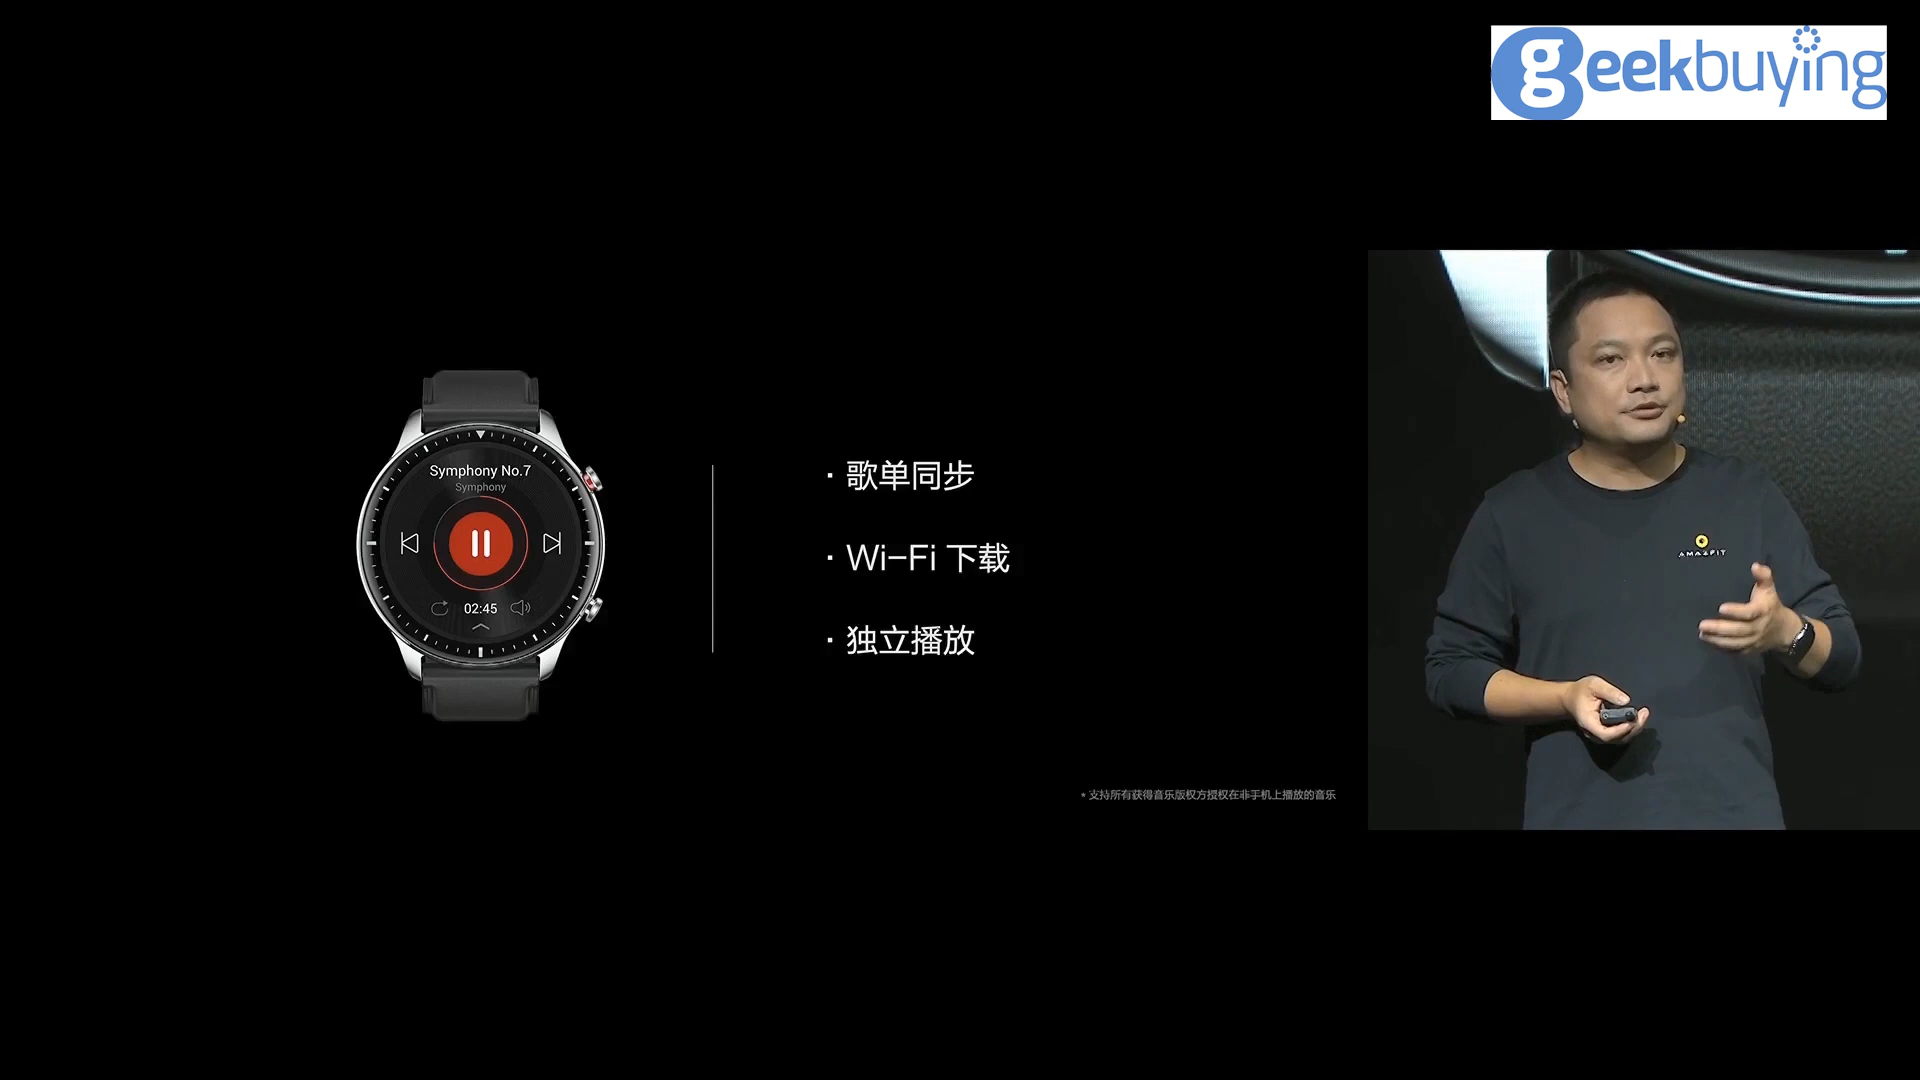 geekbuying
Symphony No.7
Symphony
02:45
· 歌单同步
· Wi-Fi 下载
· 独立播放
* 支持所有获得音乐版权方授权在非手机上播放的音乐
AMAZFIT